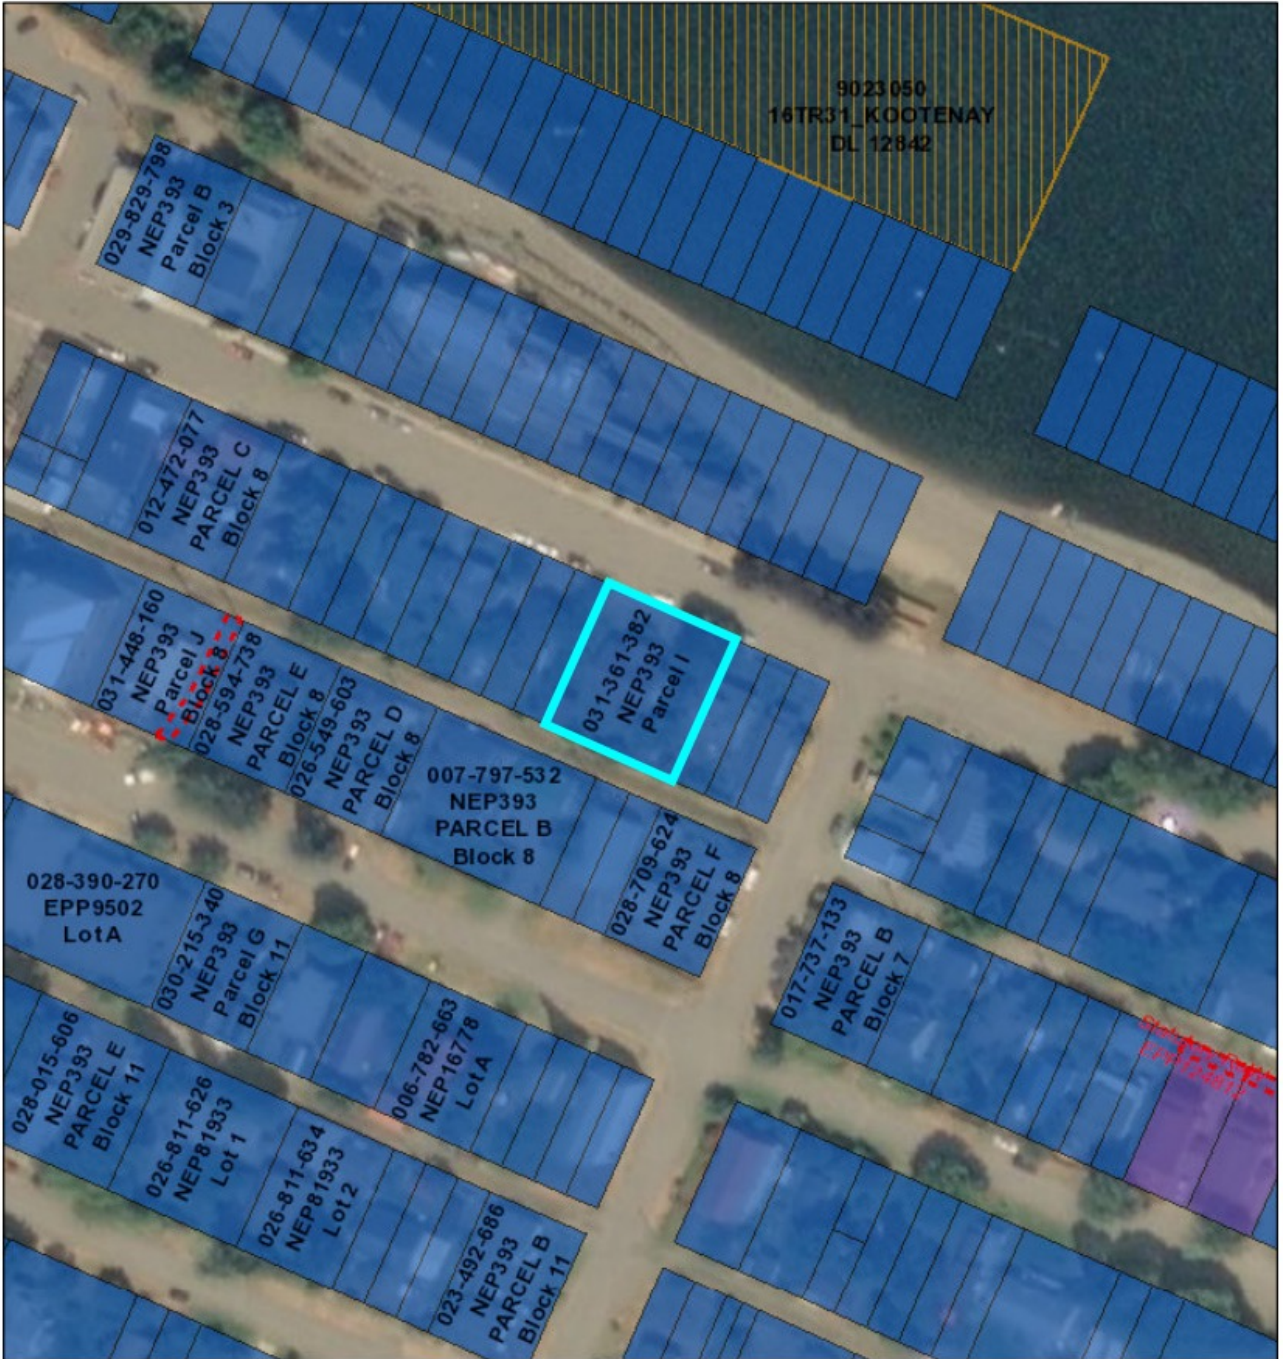 9023050
16TR31_KOOTENAY
DL 12842
029-829-798
NEP393
Parcel B
Block 3
012-472-077
NEP393
PARCEL C
Block 8
031-448-160
NEP393
Parcel J
Block 8
028-594-738
NEP393
PARCEL E
Block 8
026-549-603
NEP393
PARCEL D
Block 8
031-361-382
NEP393
Parcel I
007-797-532
NEP393
PARCEL B
Block 8
028-709-624
NEP393
PARCEL F
Block 8
028-390-270
EPP9502
Lot A
030-215-340
NEP393
Parcel G
Block 11
017-737-133
NEP393
PARCEL B
Block 7
006-782-663
NEP16778
Lot A
028-015-606
NEP393
PARCEL E
Block 11
026-811-626
NEP81933
Lot 1
026-811-634
NEP81933
Lot 2
023-492-686
NEP393
PARCEL B
Block 11